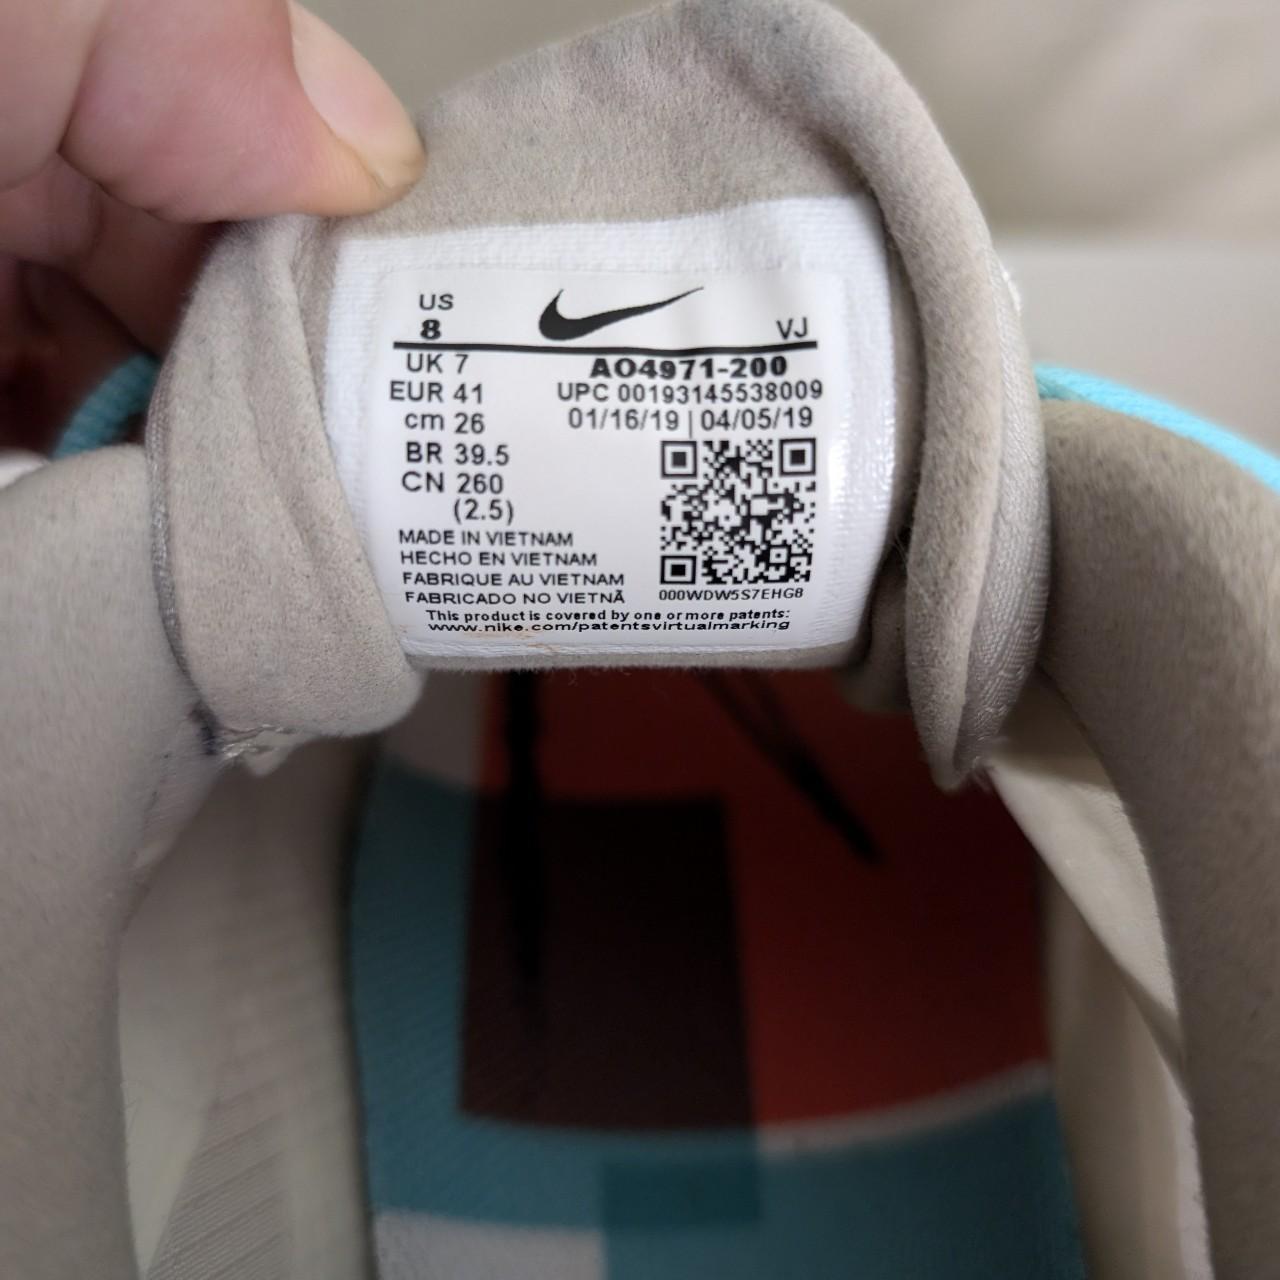 US
8
VJ
UK 7
AO4971-200
EUR 41
UPC 00193145538009
cm 26
01/16/19 | 04/05/19
BR 39.5
CN 260
(2.5)
MADE IN VIETNAM
HECHO EN VIETNAM
FABRIQUE AU VIETNAM
FABRICADO NO VIETNÃ
000WDW5S7EHG8
This product is covered by one or more patents:
www.nike.com/patentsvirtualmarking